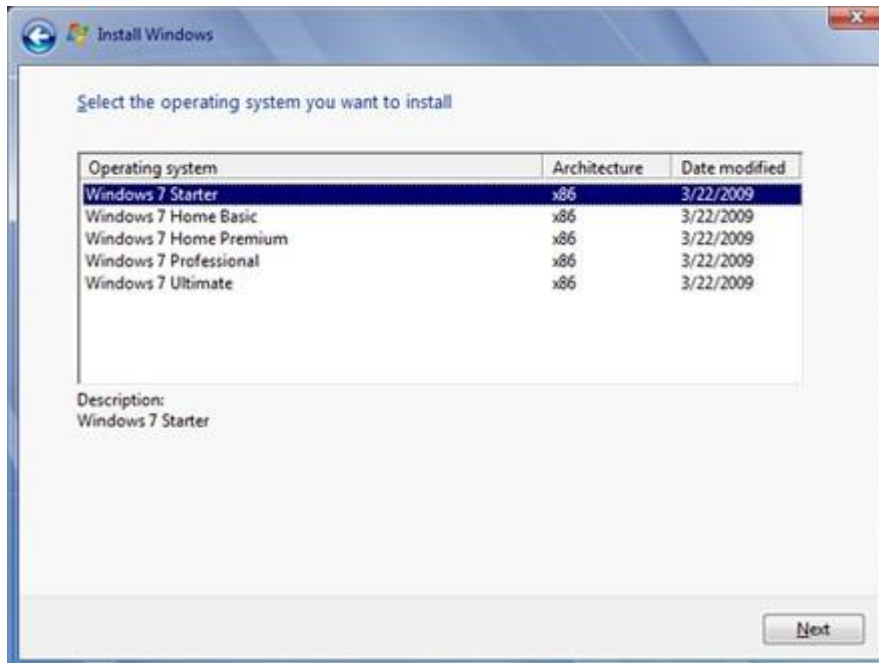 Install Windows
Select the operating system you want to install
Operating system Architecture Date modified
Windows 7 Starter x86 3/22/2009
Windows 7 Home Basic x86 3/22/2009
Windows 7 Home Premium x86 3/22/2009
Windows 7 Professional x86 3/22/2009
Windows 7 Ultimate x86 3/22/2009
Description:
Windows 7 Starter
Next